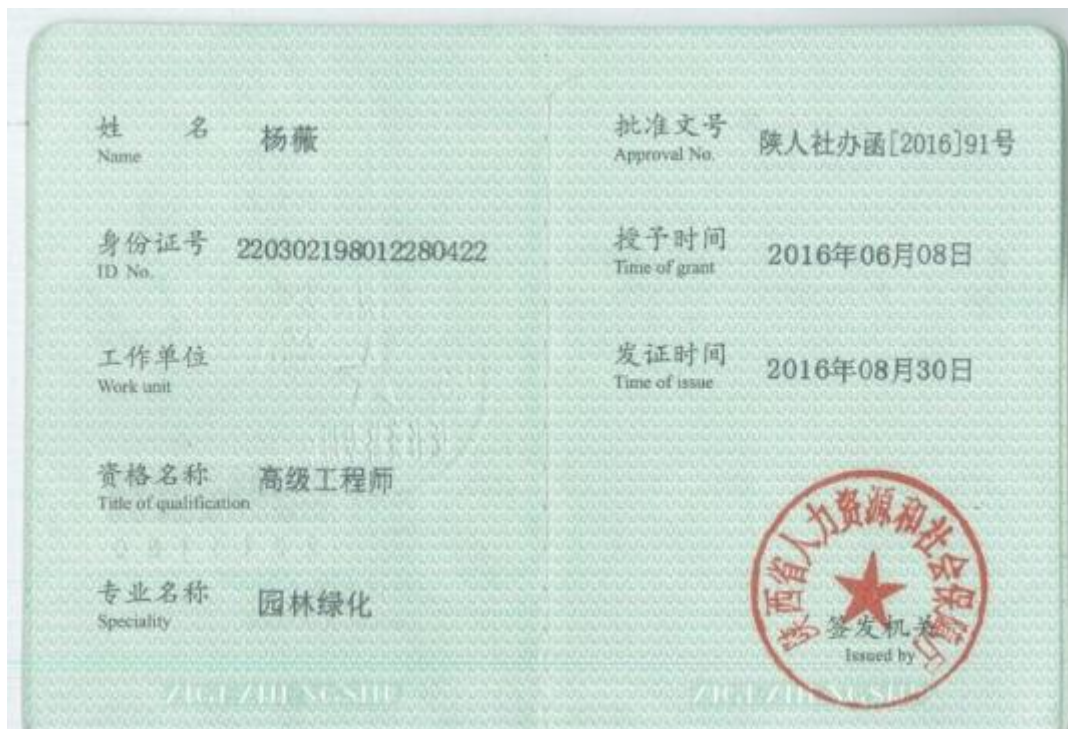 姓 名 杨薇
Name
身份证号 220302198012280422
ID No.
工作单位
Work unit
资格名称 高级工程师
Title of qualification
专业名称 园林绿化
Speciality
批准文号 陕人社办函[2016]91号
Approval No.
授予时间 2016年06月08日
Time of grant
发证时间 2016年08月30日
Time of issue
陕西省人力资源和社会保障厅
签发机关
Issued by
ZIGEZHENGSHU
ZIGEZHENGSHU